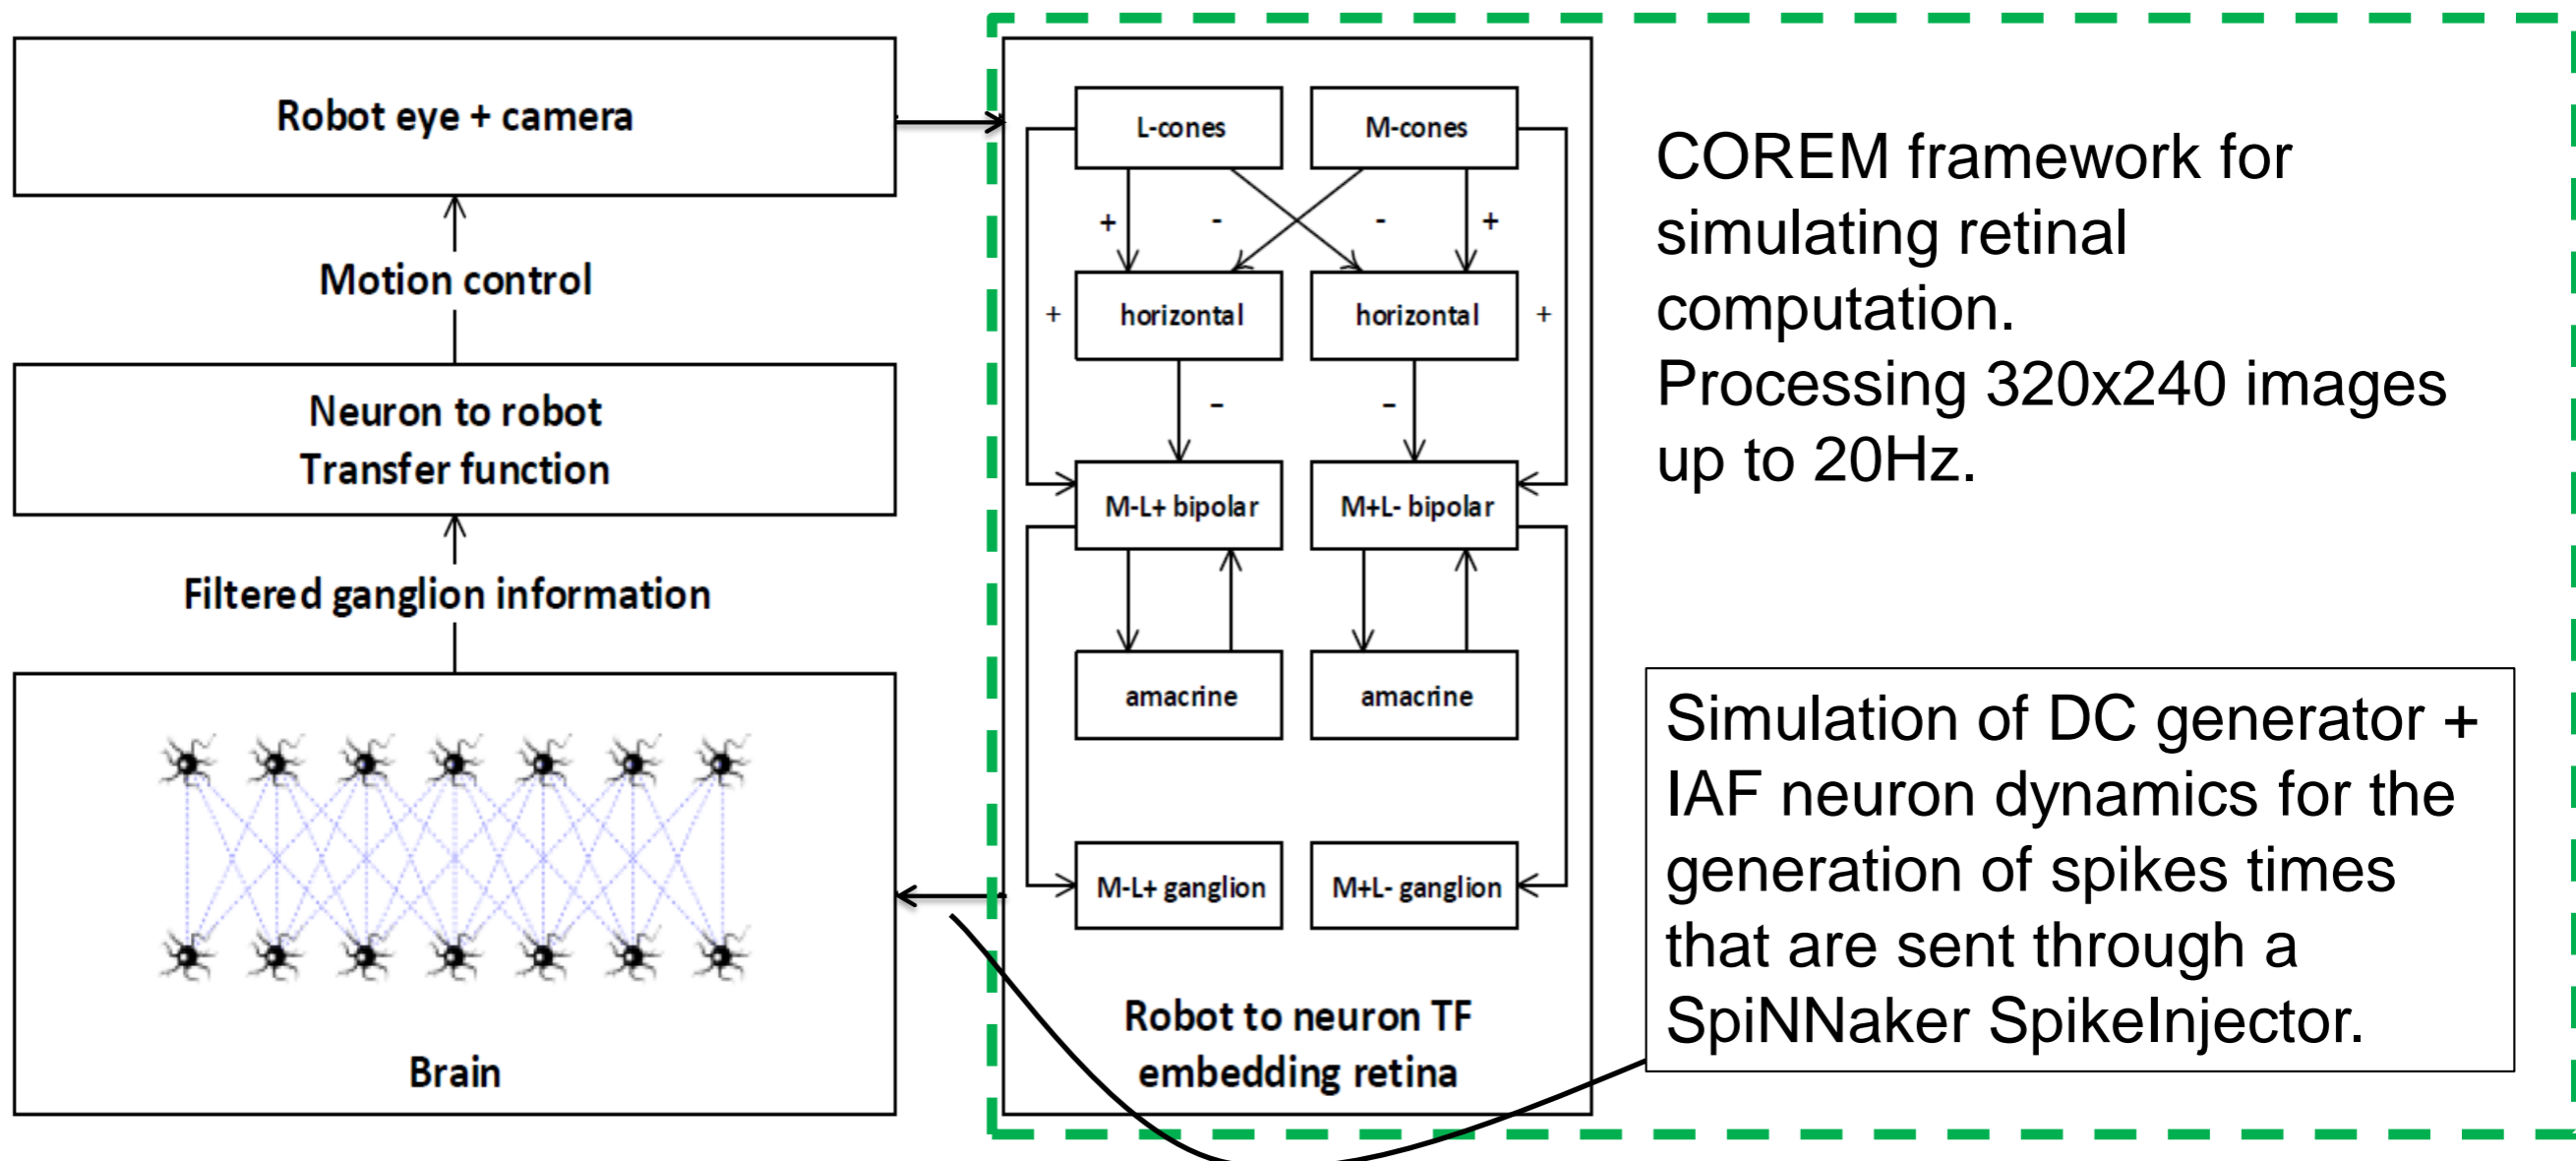 Robot eye + camera
Motion control
Neuron to robot
Transfer function
Filtered ganglion information
Brain
L-cones
M-cones
+
-
-
+
+
horizontal
horizontal
+
-
-
M-L+ bipolar
M+L- bipolar
amacrine
amacrine
M-L+ ganglion
M+L- ganglion
Robot to neuron TF
embedding retina
COREM framework for
simulating retinal
computation.
Processing 320x240 images
up to 20Hz.
Simulation of DC generator +
IAF neuron dynamics for the
generation of spikes times
that are sent through a
SpiNNaker SpikeInjector.